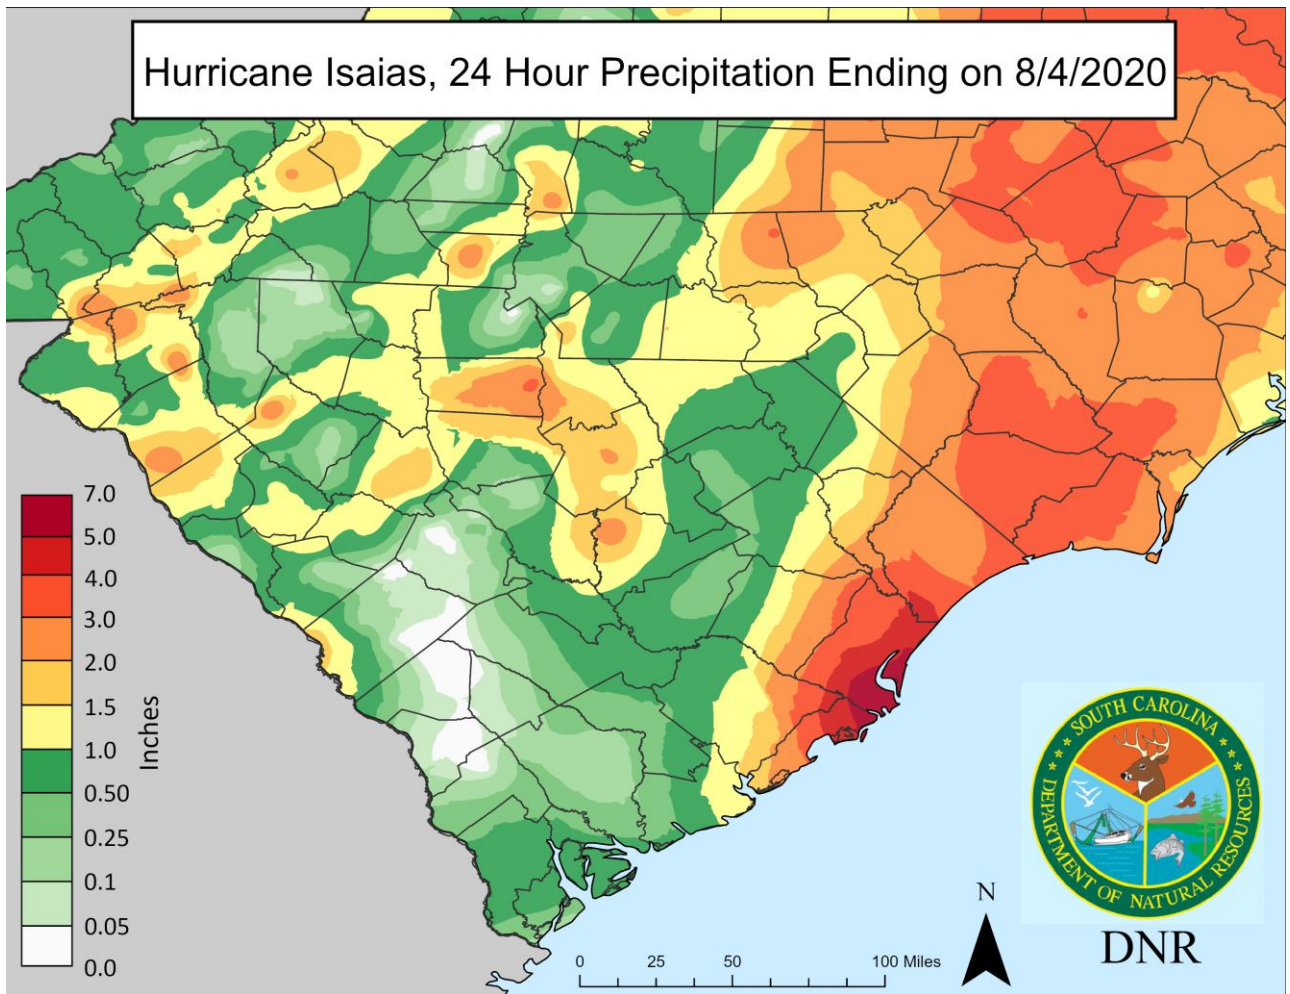 Hurricane Isaias, 24 Hour Precipitation Ending on 8/4/2020
7.0
5.0
4.0
3.0
2.0
1.5
1.0
0.50
0.25
0.1
0.05
0.0
Inches
0 25 50 100 Miles
N
SOUTH CAROLINA
DEPARTMENT OF NATURAL RESOURCES
DNR